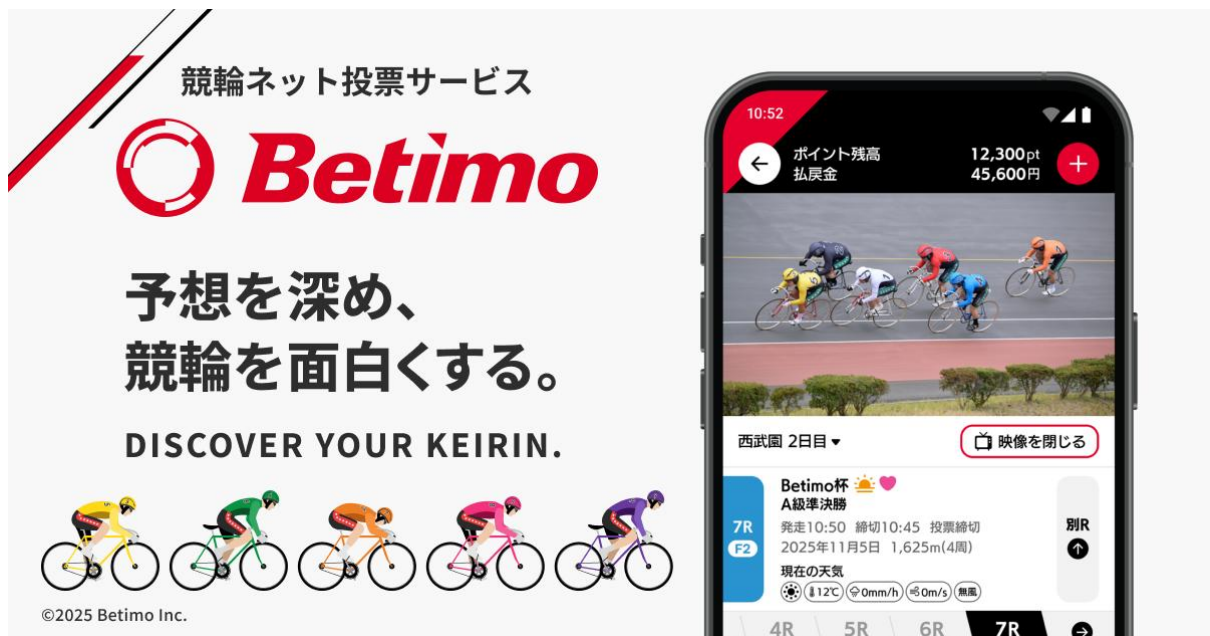 競輪ネット投票サービス
Betimo
予想を深め、
競輪を面白くする。
DISCOVER YOUR KEIRIN.
©2025 Betimo Inc.
10:52
ポイント残高 12,300pt
払戻金 45,600円
西武園 2日目▼
映像を閉じる
7R
F2
Betimo杯
A級準決勝
発走10:50 締切10:45 投票締切
2025年11月5日 1,625m(4周)
現在の天気
12℃ 0mm/h 0m/s 無風
別R
4R 5R 6R 7R